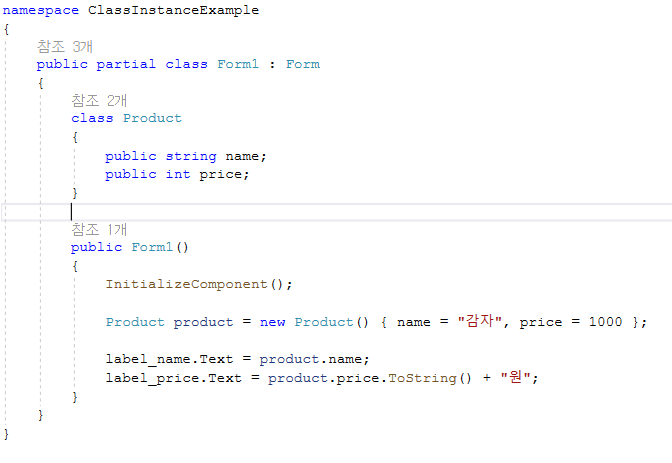 namespace ClassInstanceExample
{
참조 3개
public partial class Form1 : Form
{
참조 2개
class Product
{
public string name;
public int price;
}
참조 1개
public Form1()
{
InitializeComponent();
Product product = new Product() { name = "감자", price = 1000 };
label_name.Text = product.name;
label_price.Text = product.price.ToString() + "원";
}
}
}